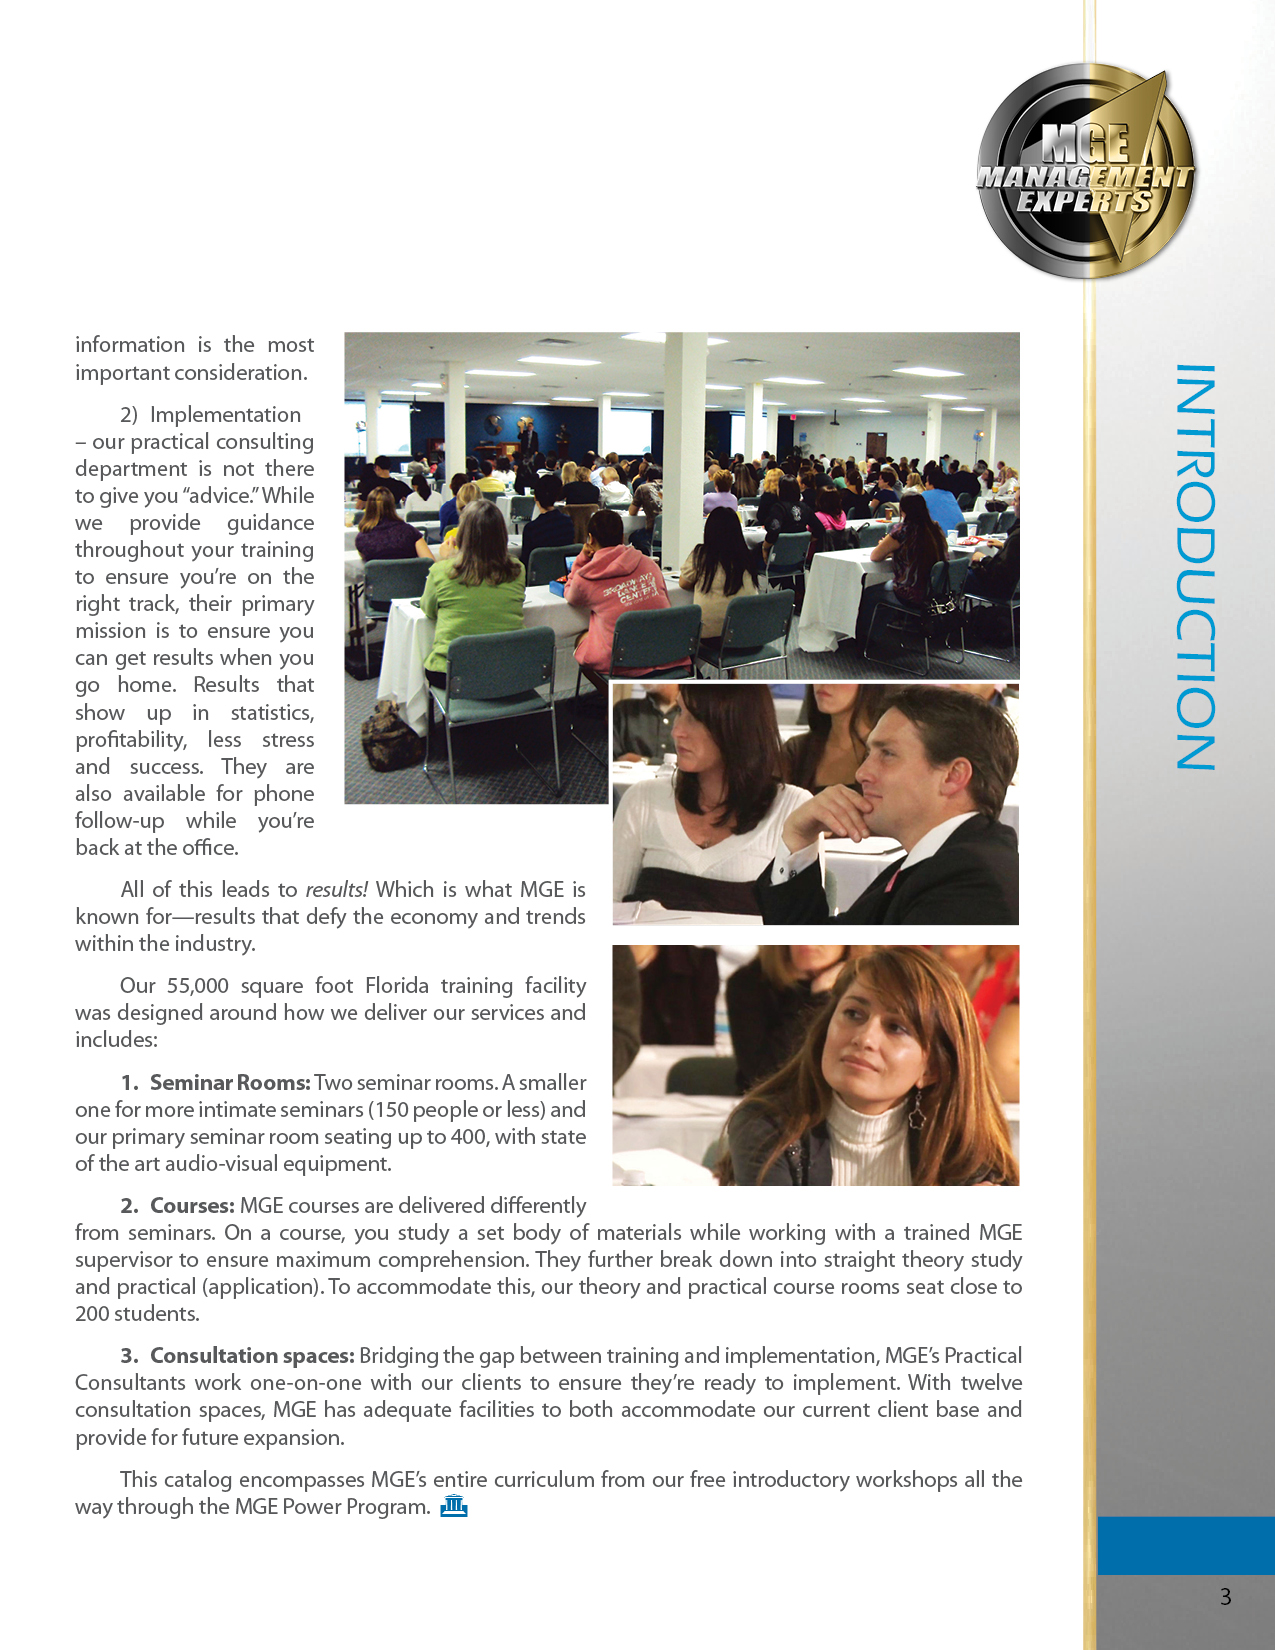 MGE
MANAGEMENT
EXPERTS
INTRODUCTION
information is the most
important consideration.
2) Implementation
– our practical consulting
department is not there
to give you “advice.” While
we provide guidance
throughout your training
to ensure you’re on the
right track, their primary
mission is to ensure you
can get results when you
go home. Results that
show up in statistics,
profitability, less stress
and success. They are
also available for phone
follow-up while you’re
back at the office.
All of this leads to results! Which is what MGE is
known for—results that defy the economy and trends
within the industry.
Our 55,000 square foot Florida training facility
was designed around how we deliver our services and
includes:
1. Seminar Rooms: Two seminar rooms. A smaller
one for more intimate seminars (150 people or less) and
our primary seminar room seating up to 400, with state
of the art audio-visual equipment.
2. Courses: MGE courses are delivered differently
from seminars. On a course, you study a set body of materials while working with a trained MGE
supervisor to ensure maximum comprehension. They further break down into straight theory study
and practical (application). To accommodate this, our theory and practical course rooms seat close to
200 students.
3. Consultation spaces: Bridging the gap between training and implementation, MGE’s Practical
Consultants work one-on-one with our clients to ensure they’re ready to implement. With twelve
consultation spaces, MGE has adequate facilities to both accommodate our current client base and
provide for future expansion.
This catalog encompasses MGE’s entire curriculum from our free introductory workshops all the
way through the MGE Power Program.
BROADWAY
DANCE
CENTER
3